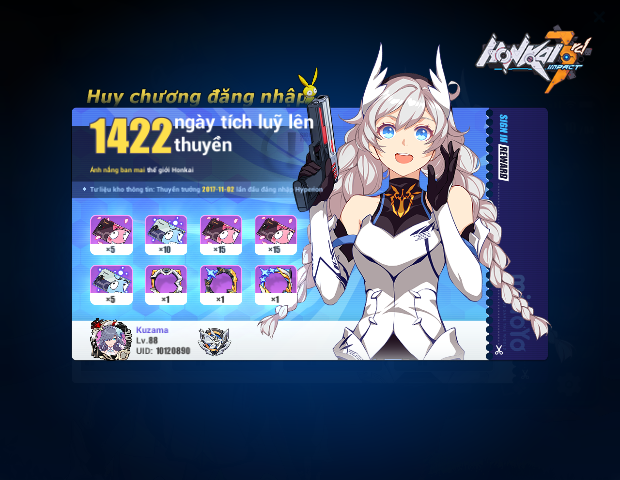 HONKAI 3rd
IMPACT
Huy chương đăng nhập
1422 ngày tích luỹ lên
thuyền
Ánh nắng ban mai thế giới Honkai
Tư liệu kho thông tin: Thuyền trưởng 2017-11-02 lần đầu đăng nhập Hyperion
SIGN IN REWARD
×5 ×10 ×15 ×15
×5 ×1 ×1 ×1
Kuzama
Lv.88
UID: 10120890
miHoYo